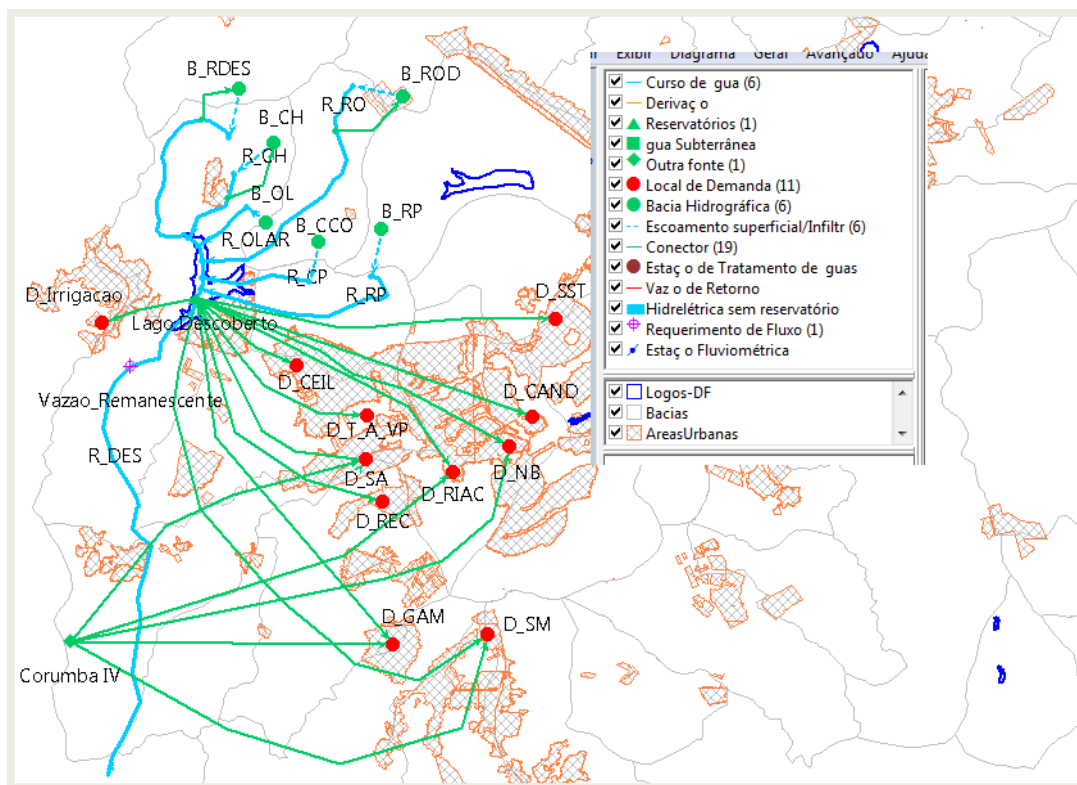 Exibir Diagrama Geral Avançado Ajuda
Curso de gua (6)
Derivaç o
Reservatórios (1)
gua Subterrânea
Outra fonte (1)
Local de Demanda (11)
Bacia Hidrográfica (6)
Escoamento superficial/Infiltr (6)
Conector (19)
Estaç o de Tratamento de guas
Vaz o de Retorno
Hidrelétrica sem reservatório
Requerimento de Fluxo (1)
Estaç o Fluviométrica
Logos-DF
Bacias
AreasUrbanas
B_RDES
B_ROD
R_RO
B_CH
R_CH
B_OL
B_CCO
B_RP
R_OLAR
R_CP
R_RP
D_Irrigacao
D_SST
Lago Descoberto
D_CEIL
D_CAND
Vazao_Remanescente
D_T_A_VP
R_DES
D_SA
D_NB
D_RIAC
D_REC
D_GAM
D_SM
Corumba IV